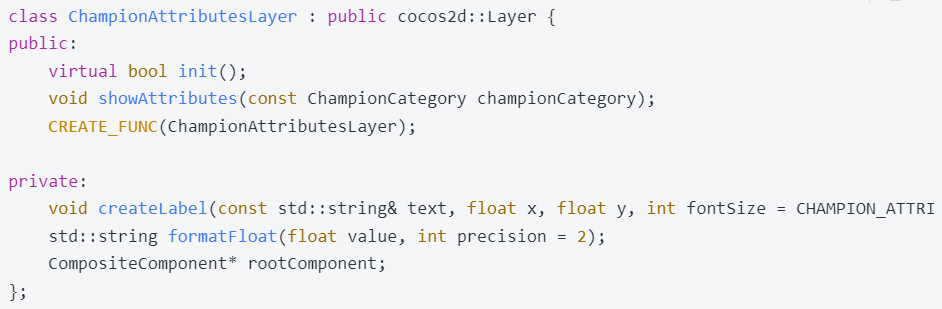 class ChampionAttributesLayer : public cocos2d::Layer {
public:
    virtual bool init();
    void showAttributes(const ChampionCategory championCategory);
    CREATE_FUNC(ChampionAttributesLayer);

private:
    void createLabel(const std::string& text, float x, float y, int fontSize = CHAMPION_ATTRI
    std::string formatFloat(float value, int precision = 2);
    CompositeComponent* rootComponent;
};